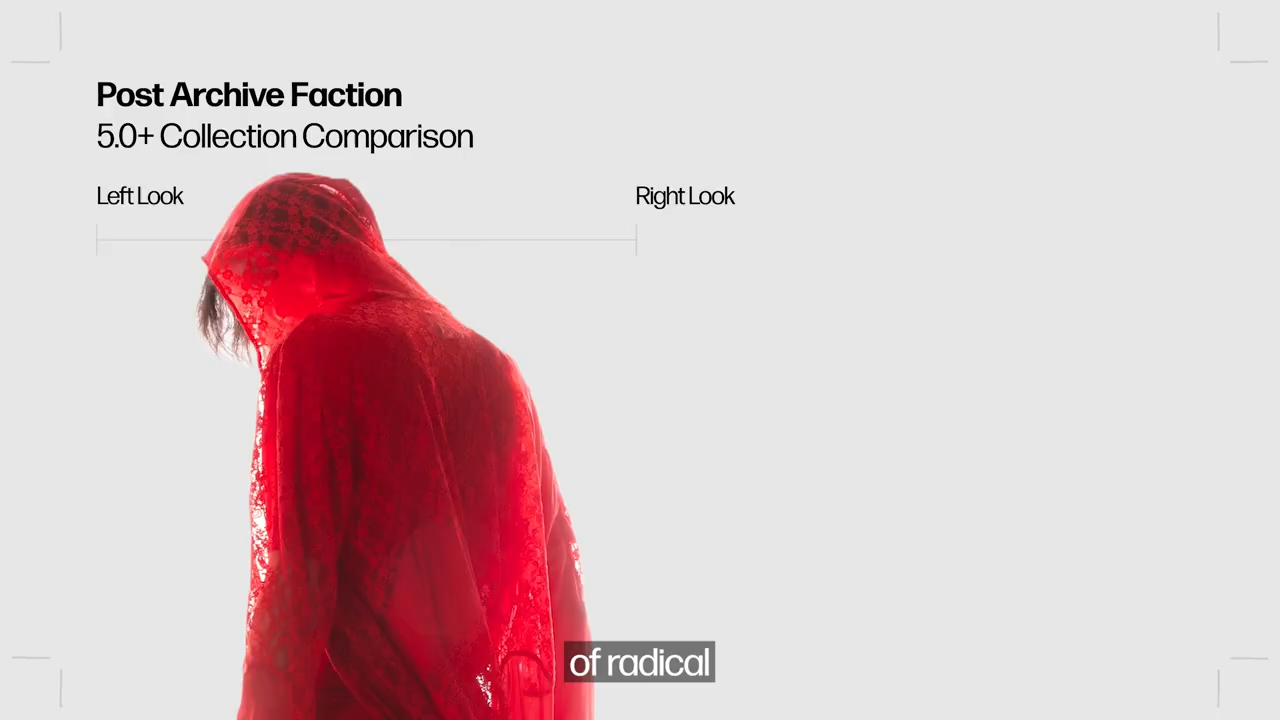 Post Archive Faction
5.0+ Collection Comparison
Left Look
Right Look
of radical